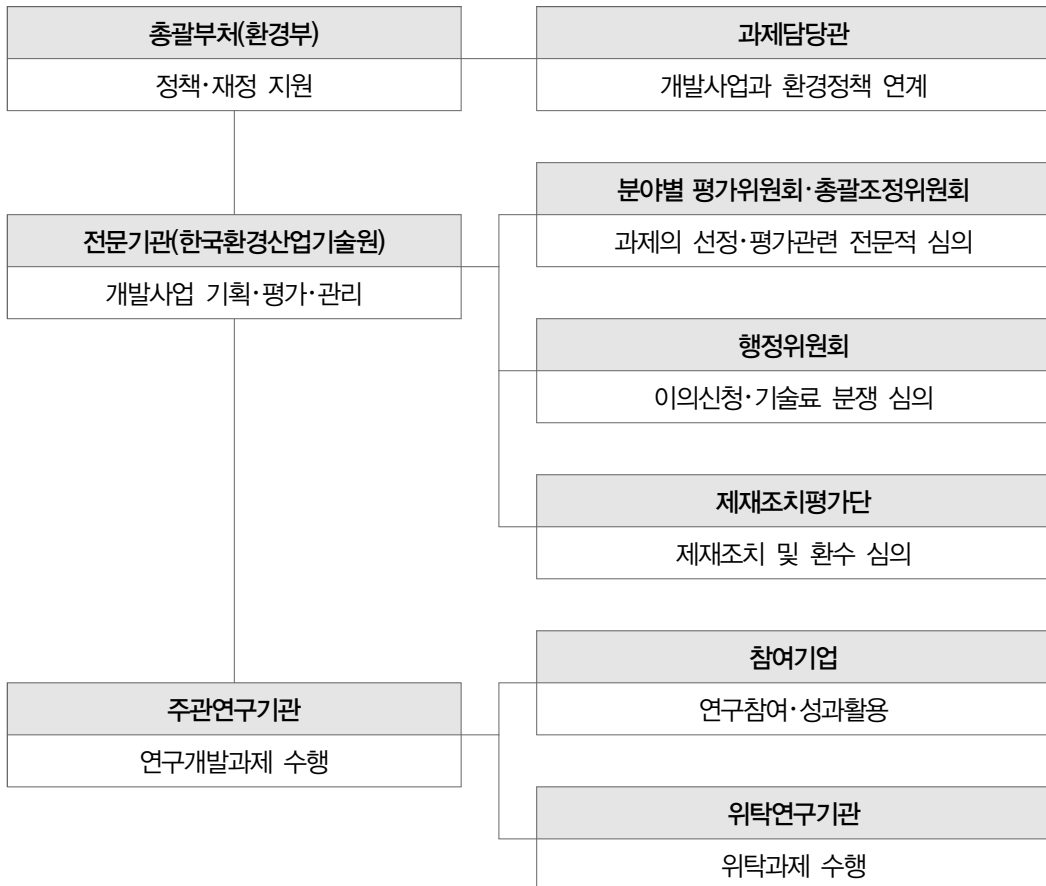 총괄부처(환경부)
정책·재정 지원
과제담당관
개발사업과 환경정책 연계
전문기관(한국환경산업기술원)
개발사업 기획·평가·관리
분야별 평가위원회·총괄조정위원회
과제의 선정·평가관련 전문적 심의
행정위원회
이의신청·기술료 분쟁 심의
제재조치평가단
제재조치 및 환수 심의
주관연구기관
연구개발과제 수행
참여기업
연구참여·성과활용
위탁연구기관
위탁과제 수행